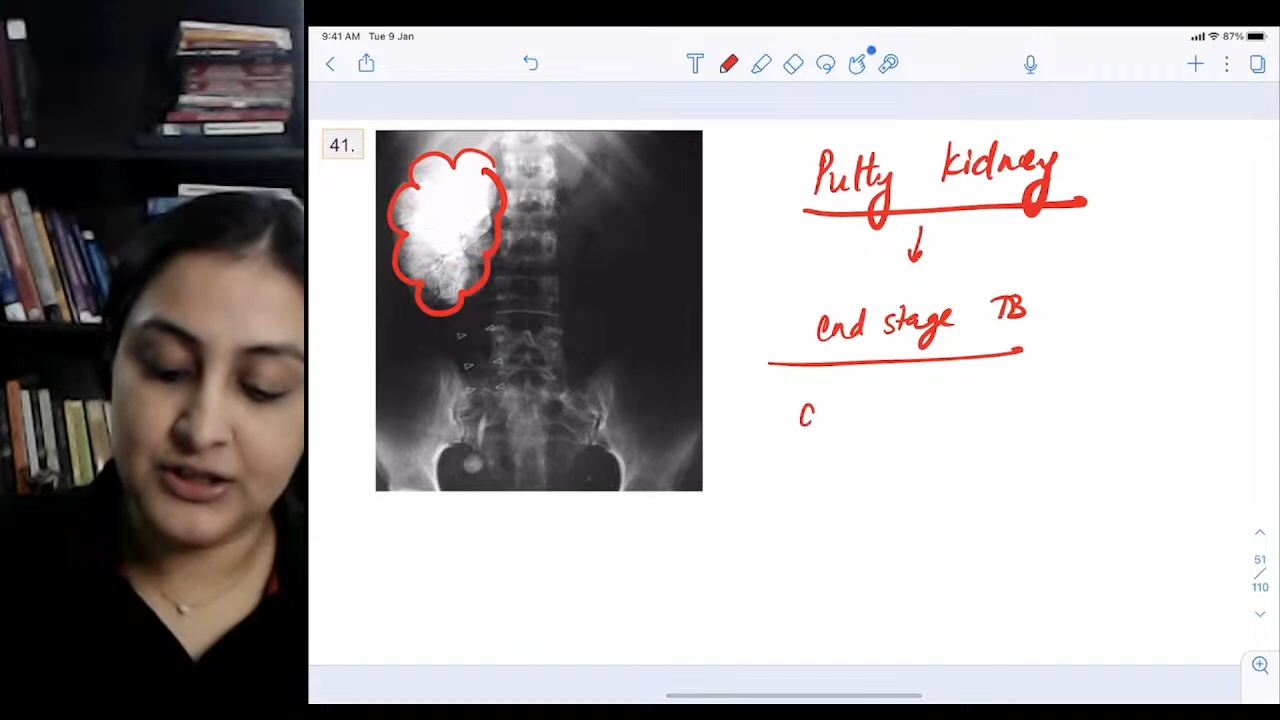 9:41 AM Tue 9 Jan
87%
41.
Putty kidney
↓
end stage TB
C
51
/
110